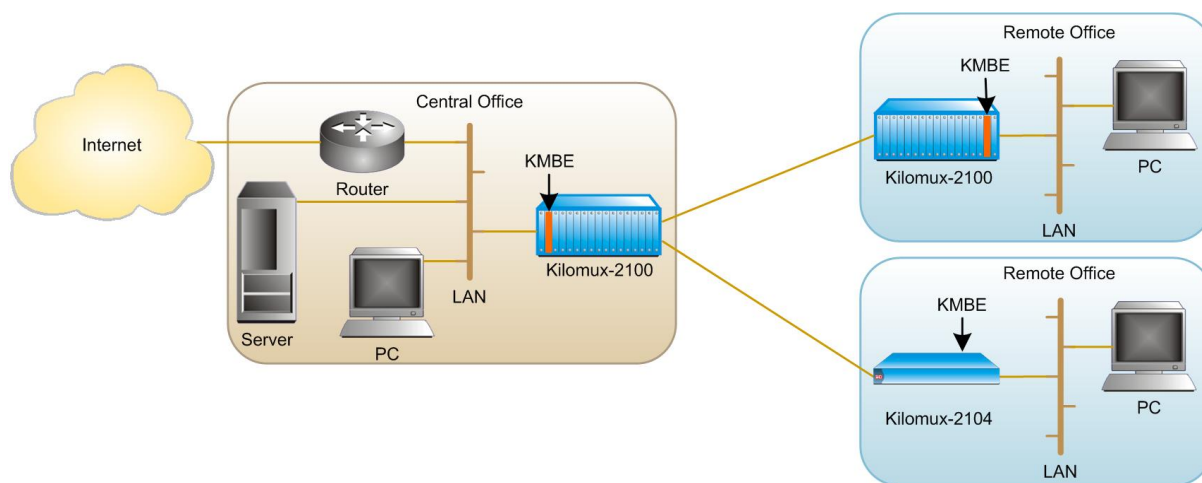 Internet
Central Office
Router
KMBE
Kilomux-2100
LAN
Server
PC
Remote Office
KMBE
Kilomux-2100
PC
LAN
Remote Office
KMBE
Kilomux-2104
PC
LAN